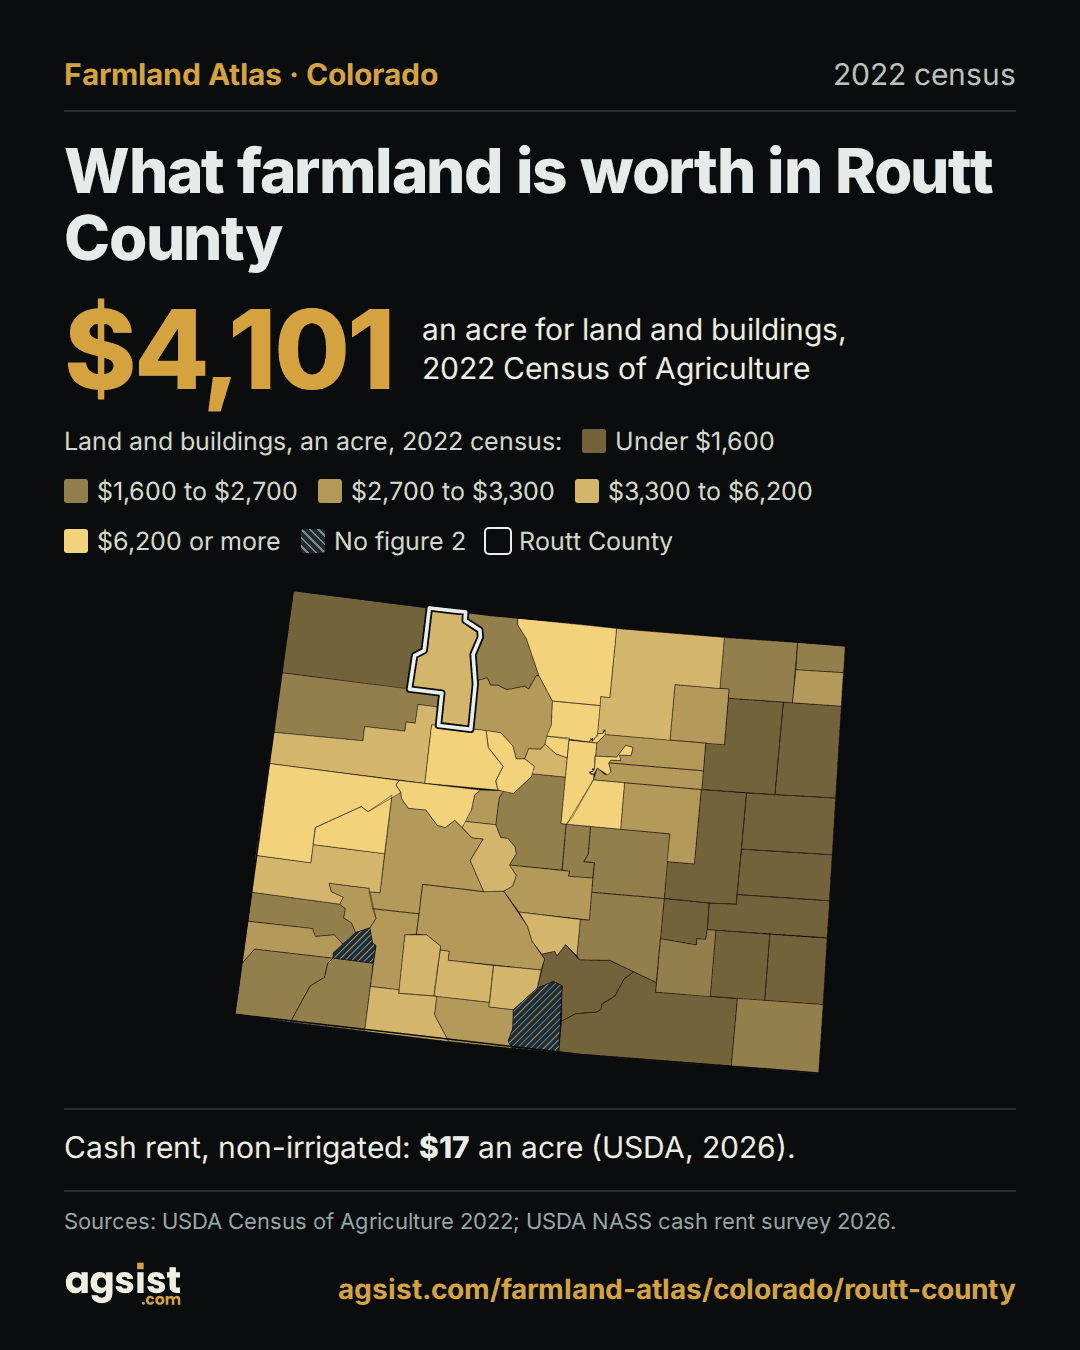 Farmland Atlas · Colorado
2022 census
What farmland is worth in Routt
County
$4,101
an acre for land and buildings,
2022 Census of Agriculture
Land and buildings, an acre, 2022 census: Under $1,600
$1,600 to $2,700 $2,700 to $3,300 $3,300 to $6,200
$6,200 or more No figure 2 Routt County
Cash rent, non-irrigated: $17 an acre (USDA, 2026).
Sources: USDA Census of Agriculture 2022; USDA NASS cash rent survey 2026.
agsist
.com
agsist.com/farmland-atlas/colorado/routt-county